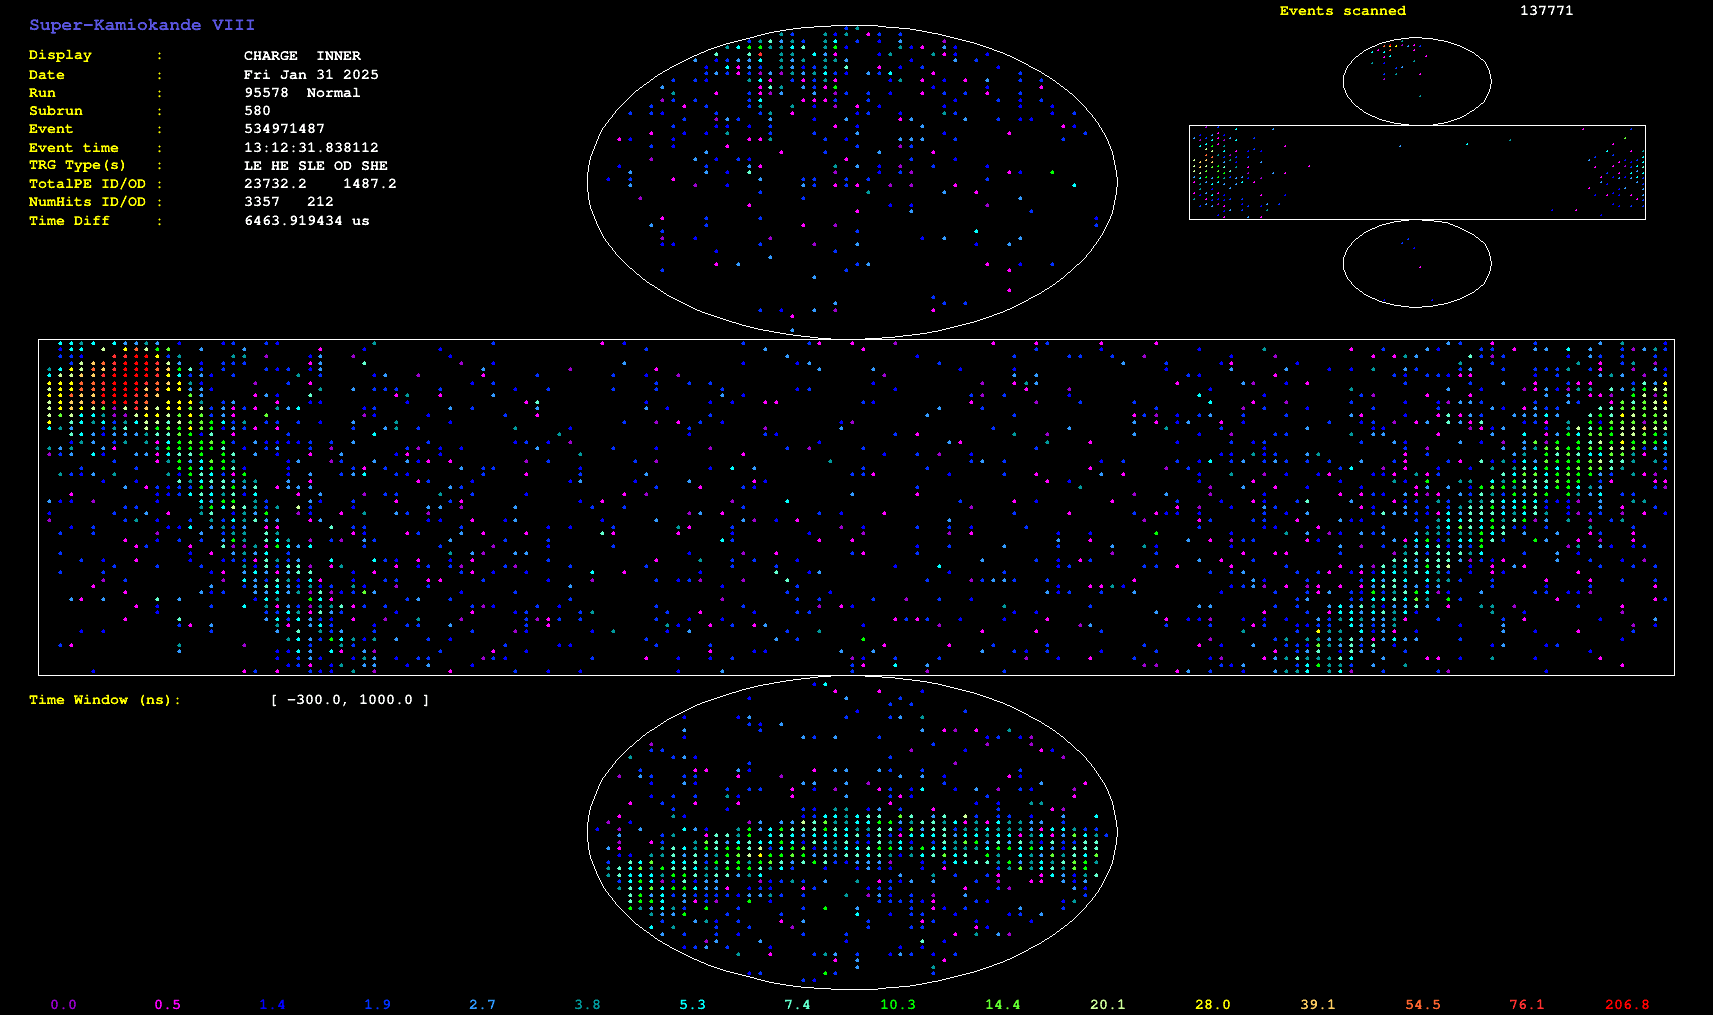 Super-Kamiokande VIII
Events scanned 137771
Display : CHARGE INNER
Date : Fri Jan 31 2025
Run : 95578 Normal
Subrun : 580
Event : 534971487
Event time : 13:12:31.838112
TRG Type(s) : LE HE SLE OD SHE
TotalPE ID/OD : 23732.2 1487.2
NumHits ID/OD : 3357 212
Time Diff : 6463.919434 us
Time Window (ns): [ -300.0, 1000.0 ]
0.0 0.5 1.4 1.9 2.7 3.8 5.3 7.4 10.3 14.4 20.1 28.0 39.1 54.5 76.1 206.8